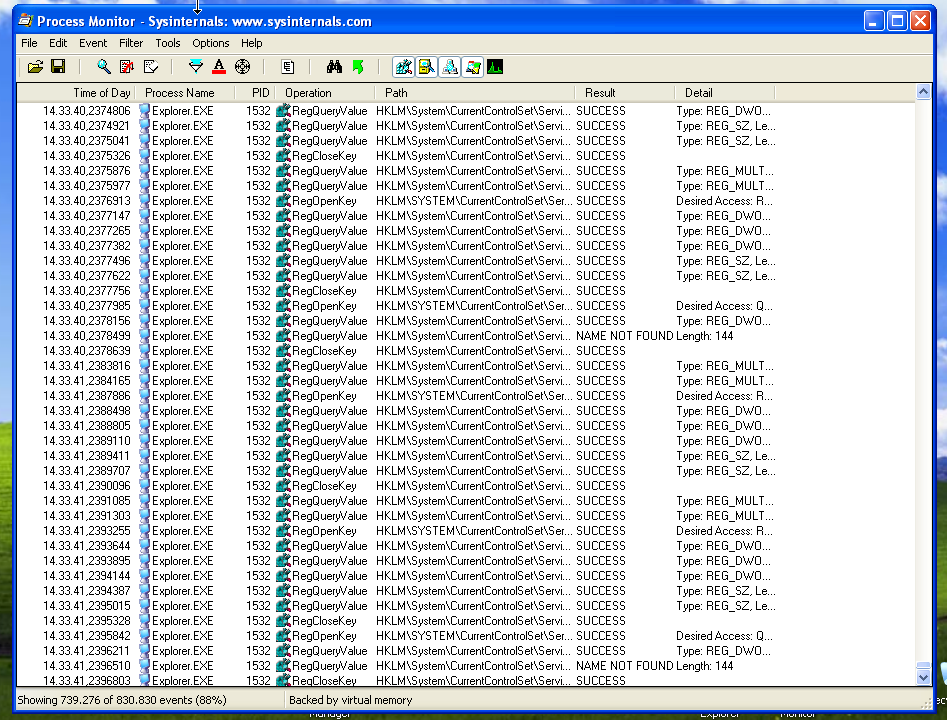 Process Monitor - Sysinternals: www.sysinternals.com
File Edit Event Filter Tools Options Help
Time of Day Process Name PID Operation Path Result Detail
14.33.40,2374806 Explorer.EXE 1532 RegQueryValue HKLM\System\CurrentControlSet\Servi... SUCCESS Type: REG_DWO...
14.33.40,2374921 Explorer.EXE 1532 RegQueryValue HKLM\System\CurrentControlSet\Servi... SUCCESS Type: REG_SZ, Le...
14.33.40,2375041 Explorer.EXE 1532 RegQueryValue HKLM\System\CurrentControlSet\Servi... SUCCESS Type: REG_SZ, Le...
14.33.40,2375326 Explorer.EXE 1532 RegCloseKey HKLM\System\CurrentControlSet\Servi... SUCCESS
14.33.40,2375876 Explorer.EXE 1532 RegQueryValue HKLM\System\CurrentControlSet\Servi... SUCCESS Type: REG_MULT...
14.33.40,2375977 Explorer.EXE 1532 RegQueryValue HKLM\System\CurrentControlSet\Servi... SUCCESS Type: REG_MULT...
14.33.40,2376913 Explorer.EXE 1532 RegOpenKey HKLM\SYSTEM\CurrentControlSet\Ser... SUCCESS Desired Access: R...
14.33.40,2377147 Explorer.EXE 1532 RegQueryValue HKLM\System\CurrentControlSet\Servi... SUCCESS Type: REG_DWO...
14.33.40,2377265 Explorer.EXE 1532 RegQueryValue HKLM\System\CurrentControlSet\Servi... SUCCESS Type: REG_DWO...
14.33.40,2377382 Explorer.EXE 1532 RegQueryValue HKLM\System\CurrentControlSet\Servi... SUCCESS Type: REG_DWO...
14.33.40,2377496 Explorer.EXE 1532 RegQueryValue HKLM\System\CurrentControlSet\Servi... SUCCESS Type: REG_SZ, Le...
14.33.40,2377622 Explorer.EXE 1532 RegQueryValue HKLM\System\CurrentControlSet\Servi... SUCCESS Type: REG_SZ, Le...
14.33.40,2377756 Explorer.EXE 1532 RegCloseKey HKLM\System\CurrentControlSet\Servi... SUCCESS
14.33.40,2377985 Explorer.EXE 1532 RegOpenKey HKLM\SYSTEM\CurrentControlSet\Ser... SUCCESS Desired Access: Q...
14.33.40,2378156 Explorer.EXE 1532 RegQueryValue HKLM\System\CurrentControlSet\Servi... SUCCESS Type: REG_DWO...
14.33.40,2378499 Explorer.EXE 1532 RegQueryValue HKLM\System\CurrentControlSet\Servi... NAME NOT FOUND Length: 144
14.33.40,2378639 Explorer.EXE 1532 RegCloseKey HKLM\System\CurrentControlSet\Servi... SUCCESS
14.33.41,2383816 Explorer.EXE 1532 RegQueryValue HKLM\System\CurrentControlSet\Servi... SUCCESS Type: REG_MULT...
14.33.41,2384165 Explorer.EXE 1532 RegQueryValue HKLM\System\CurrentControlSet\Servi... SUCCESS Type: REG_MULT...
14.33.41,2387886 Explorer.EXE 1532 RegOpenKey HKLM\SYSTEM\CurrentControlSet\Ser... SUCCESS Desired Access: R...
14.33.41,2388498 Explorer.EXE 1532 RegQueryValue HKLM\System\CurrentControlSet\Servi... SUCCESS Type: REG_DWO...
14.33.41,2388805 Explorer.EXE 1532 RegQueryValue HKLM\System\CurrentControlSet\Servi... SUCCESS Type: REG_DWO...
14.33.41,2389110 Explorer.EXE 1532 RegQueryValue HKLM\System\CurrentControlSet\Servi... SUCCESS Type: REG_DWO...
14.33.41,2389411 Explorer.EXE 1532 RegQueryValue HKLM\System\CurrentControlSet\Servi... SUCCESS Type: REG_SZ, Le...
14.33.41,2389707 Explorer.EXE 1532 RegQueryValue HKLM\System\CurrentControlSet\Servi... SUCCESS Type: REG_SZ, Le...
14.33.41,2390096 Explorer.EXE 1532 RegCloseKey HKLM\System\CurrentControlSet\Servi... SUCCESS
14.33.41,2391085 Explorer.EXE 1532 RegQueryValue HKLM\System\CurrentControlSet\Servi... SUCCESS Type: REG_MULT...
14.33.41,2391303 Explorer.EXE 1532 RegQueryValue HKLM\System\CurrentControlSet\Servi... SUCCESS Type: REG_MULT...
14.33.41,2393255 Explorer.EXE 1532 RegOpenKey HKLM\SYSTEM\CurrentControlSet\Ser... SUCCESS Desired Access: R...
14.33.41,2393644 Explorer.EXE 1532 RegQueryValue HKLM\System\CurrentControlSet\Servi... SUCCESS Type: REG_DWO...
14.33.41,2393895 Explorer.EXE 1532 RegQueryValue HKLM\System\CurrentControlSet\Servi... SUCCESS Type: REG_DWO...
14.33.41,2394144 Explorer.EXE 1532 RegQueryValue HKLM\System\CurrentControlSet\Servi... SUCCESS Type: REG_DWO...
14.33.41,2394387 Explorer.EXE 1532 RegQueryValue HKLM\System\CurrentControlSet\Servi... SUCCESS Type: REG_SZ, Le...
14.33.41,2395015 Explorer.EXE 1532 RegQueryValue HKLM\System\CurrentControlSet\Servi... SUCCESS Type: REG_SZ, Le...
14.33.41,2395328 Explorer.EXE 1532 RegCloseKey HKLM\System\CurrentControlSet\Servi... SUCCESS
14.33.41,2395842 Explorer.EXE 1532 RegOpenKey HKLM\SYSTEM\CurrentControlSet\Ser... SUCCESS Desired Access: Q...
14.33.41,2396211 Explorer.EXE 1532 RegQueryValue HKLM\System\CurrentControlSet\Servi... SUCCESS Type: REG_DWO...
14.33.41,2396510 Explorer.EXE 1532 RegQueryValue HKLM\System\CurrentControlSet\Servi... NAME NOT FOUND Length: 144
14.33.41,2396803 Explorer.EXE 1532 RegCloseKey HKLM\System\CurrentControlSet\Servi... SUCCESS
Showing 739.276 of 830.830 events (88%) Backed by virtual memory
Manager Explorer Monitor